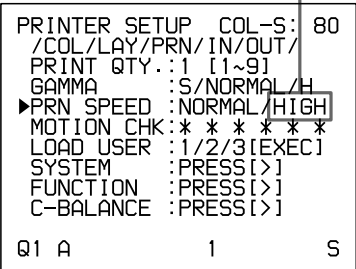 PRINTER SETUP COL-S: 80
/COL/LAY/PRN/IN/OUT/
PRINT QTY.:1 [1~9]
GAMMA :S/NORMAL/H
▶PRN SPEED :NORMAL/HIGH
MOTION CHK:* * * * * *
LOAD USER :1/2/3[EXEC]
SYSTEM :PRESS[>]
FUNCTION :PRESS[>]
C-BALANCE :PRESS[>]
Q1 A 1 S